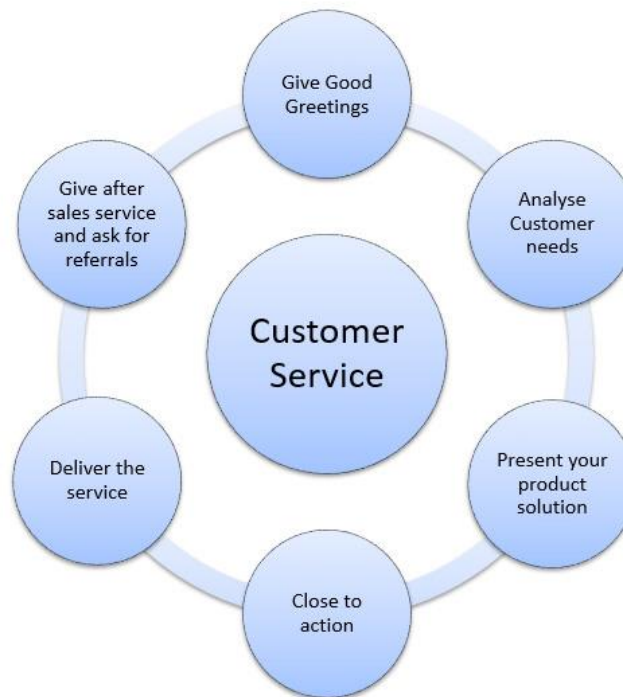 Give Good
Greetings
Analyse
Customer
needs
Present your
product
solution
Close to
action
Deliver the
service
Give after
sales service
and ask for
referrals
Customer
Service